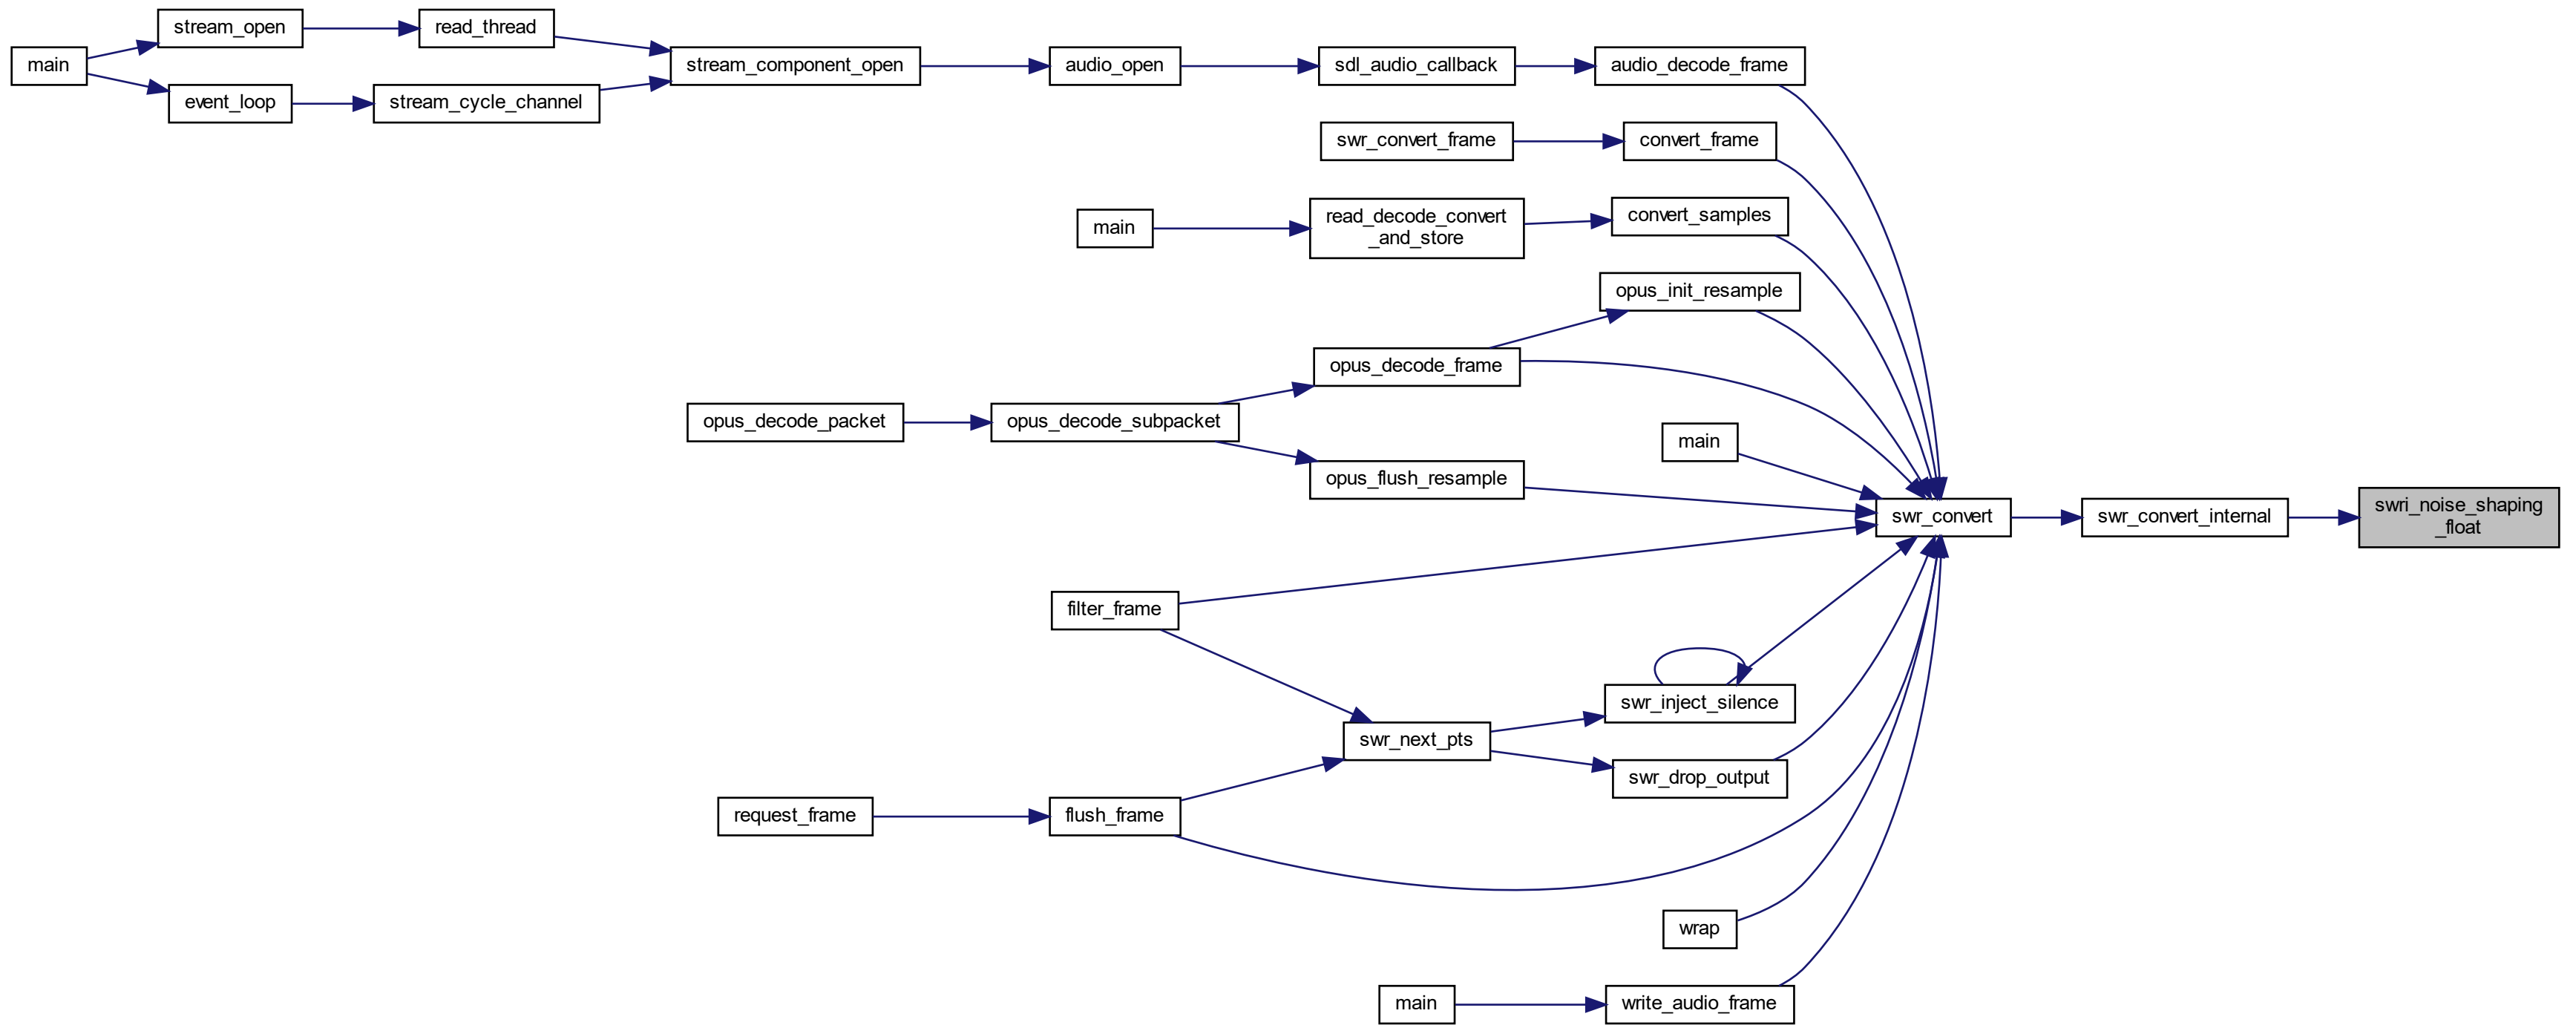 stream_open
read_thread
main
stream_component_open
audio_open
sdl_audio_callback
audio_decode_frame
event_loop
stream_cycle_channel
swr_convert_frame
convert_frame
main
read_decode_convert
_and_store
convert_samples
opus_init_resample
opus_decode_frame
opus_decode_packet
opus_decode_subpacket
main
opus_flush_resample
swr_convert
swr_convert_internal
swri_noise_shaping
_float
filter_frame
swr_inject_silence
swr_next_pts
swr_drop_output
request_frame
flush_frame
wrap
main
write_audio_frame